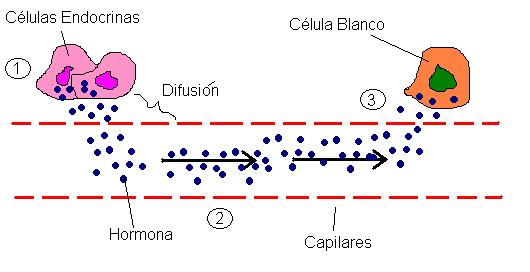 Células Endocrinas
Célula Blanco
1
Difusión
3
2
Hormona
Capilares